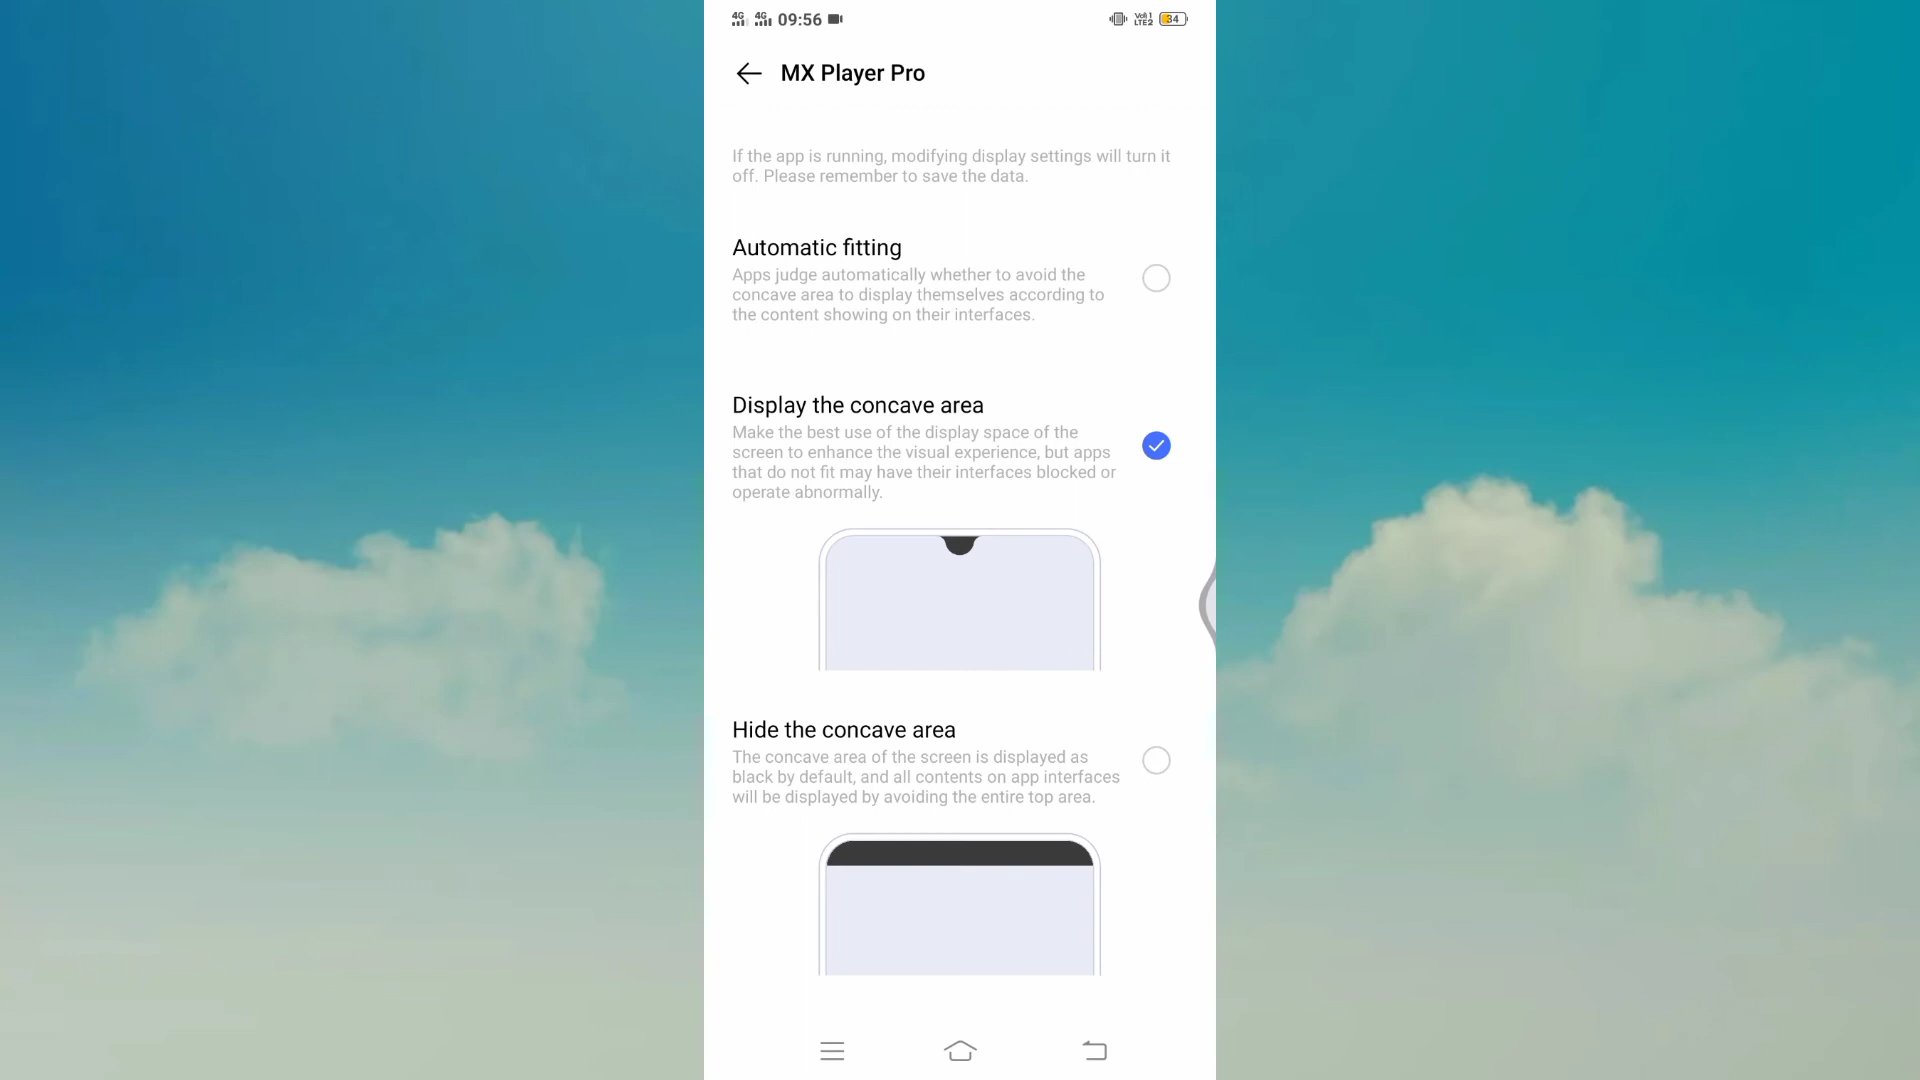 4G 4G 09:56 Vo1 LTE2 34
MX Player Pro
If the app is running, modifying display settings will turn it
off. Please remember to save the data.
Automatic fitting
Apps judge automatically whether to avoid the
concave area to display themselves according to
the content showing on their interfaces.
Display the concave area
Make the best use of the display space of the
screen to enhance the visual experience, but apps
that do not fit may have their interfaces blocked or
operate abnormally.
Hide the concave area
The concave area of the screen is displayed as
black by default, and all contents on app interfaces
will be displayed by avoiding the entire top area.